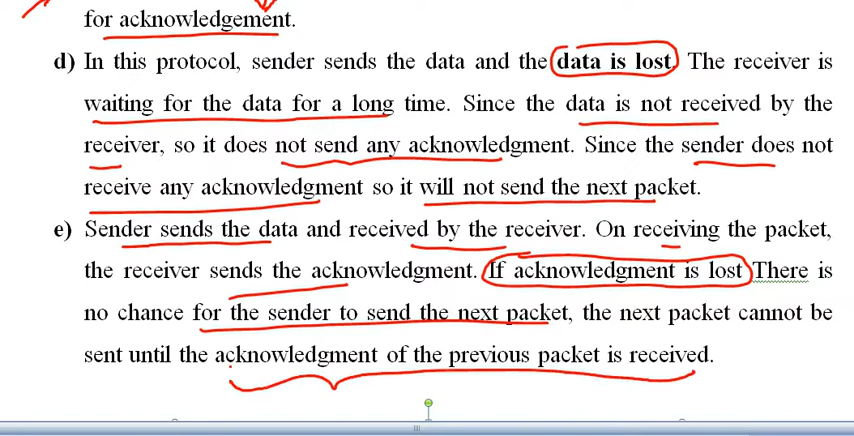 for acknowledgement.
d) In this protocol, sender sends the data and the data is lost. The receiver is
waiting for the data for a long time. Since the data is not received by the
receiver, so it does not send any acknowledgment. Since the sender does not
receive any acknowledgment so it will not send the next packet.
e) Sender sends the data and received by the receiver. On receiving the packet,
the receiver sends the acknowledgment. If acknowledgment is lost There is
no chance for the sender to send the next packet, the next packet cannot be
sent until the acknowledgment of the previous packet is received.